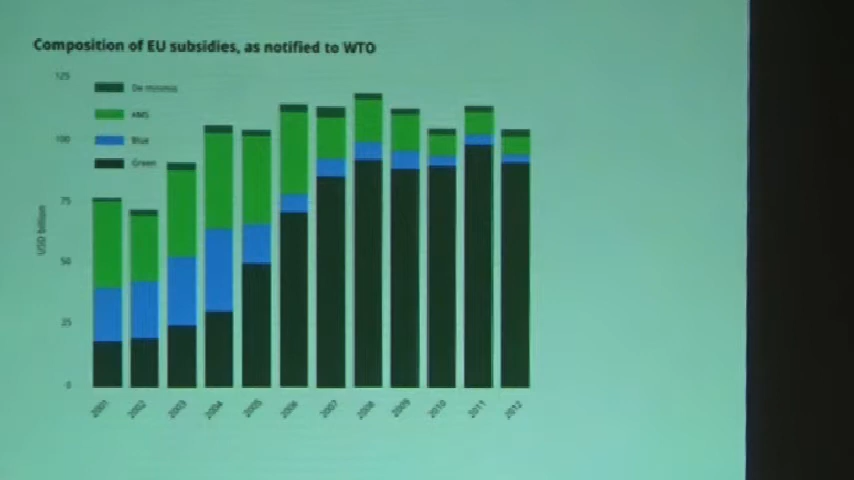 Composition of EU subsidies, as notified to WTO
125
De minimis
AMS
100
Blue
Green
75
USD billion
50
25
0
2001 2002 2003 2004 2005 2006 2007 2008 2009 2010 2011 2012